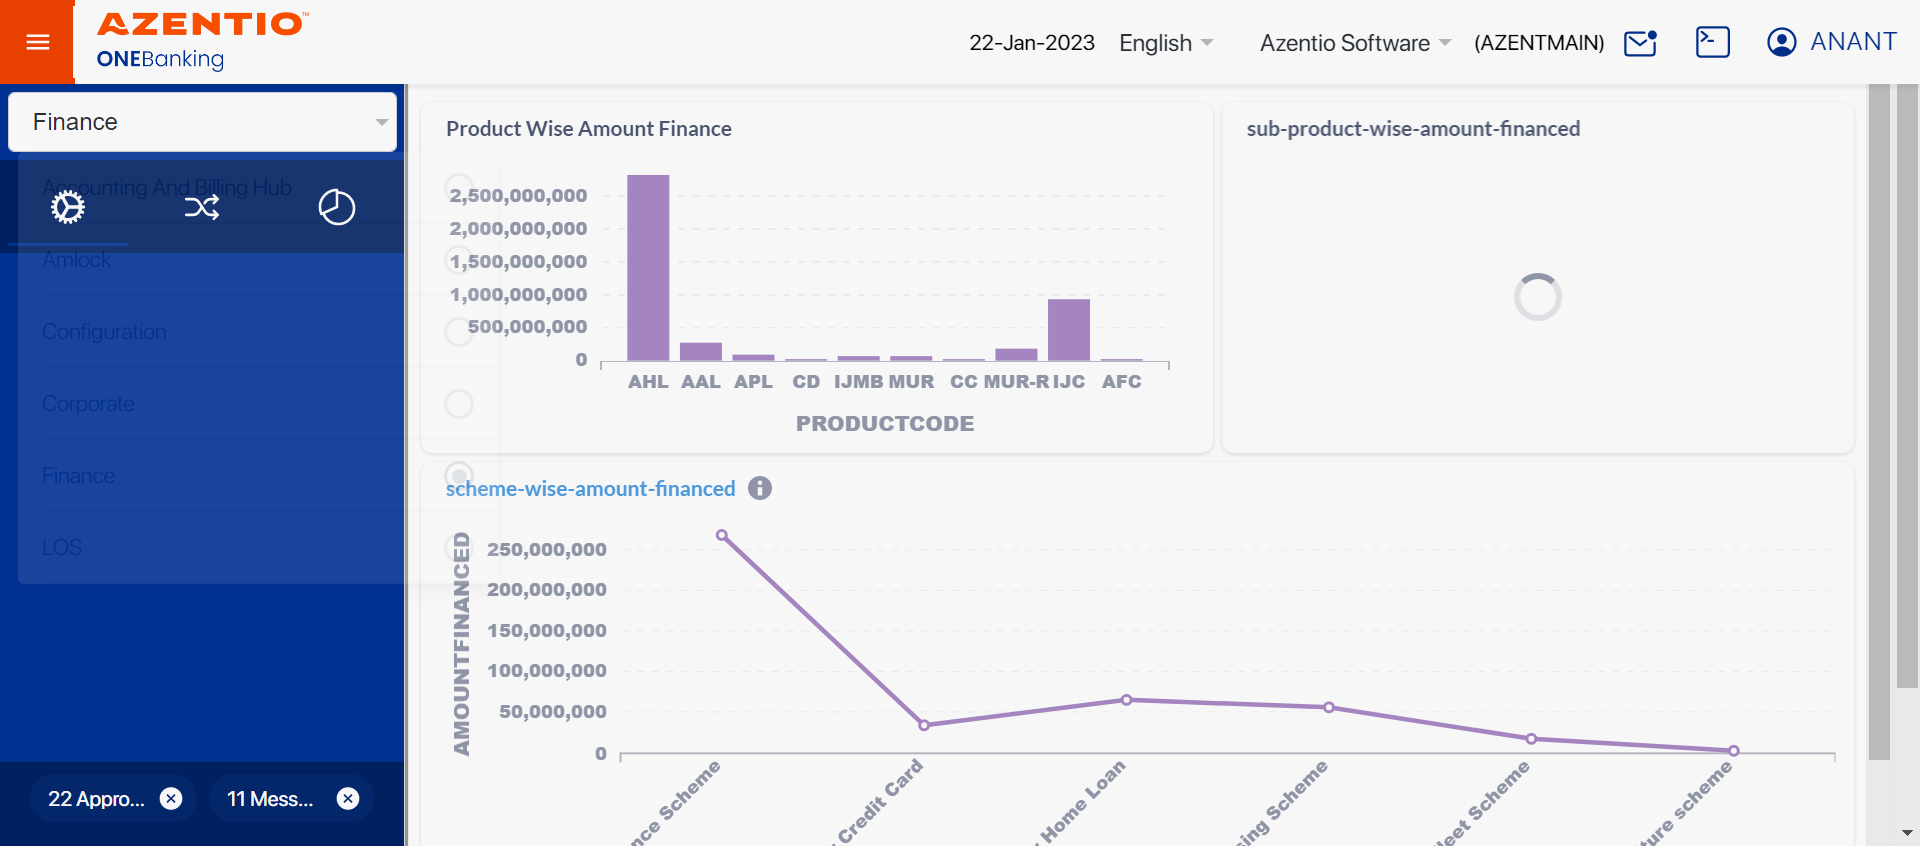 AZENTIO™
ONEBanking
22-Jan-2023
English
Azentio Software
(AZENTMAIN)
ANANT
Finance
Accounting And Billing Hub
Amlock
Configuration
Corporate
Finance
LOS
22 Appro...
11 Mess...
Product Wise Amount Finance
2,500,000,000
2,000,000,000
1,500,000,000
1,000,000,000
500,000,000
0
AHL AAL APL CD IJMB MUR CC MUR-R IJC AFC
PRODUCTCODE
sub-product-wise-amount-financed
scheme-wise-amount-financed
AMOUNTFINANCED
250,000,000
200,000,000
150,000,000
100,000,000
50,000,000
0
nce Scheme
Credit Card
Home Loan
sing Scheme
leet Scheme
ture scheme